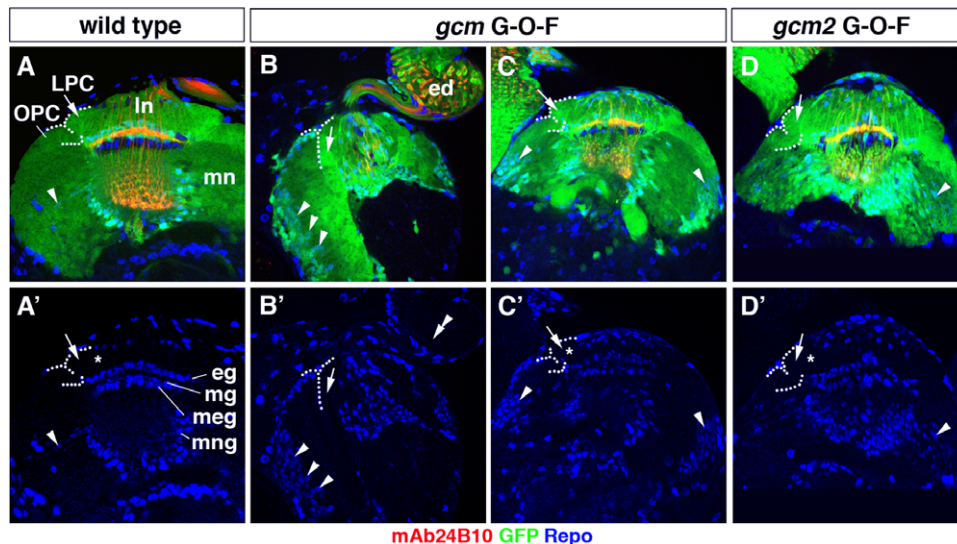 wild type
gcm G-O-F
gcm2 G-O-F
A
LPC
OPC
ln
mn
B
ed
C
D
A’
*
eg
mg
meg
mng
B’
C’
*
D’
*
mAb24B10 GFP Repo